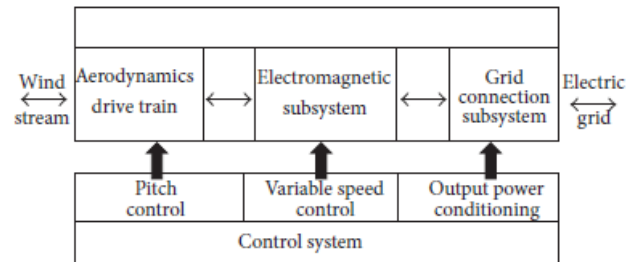 Wind
stream
Aerodynamics
drive train
Electromagnetic
subsystem
Grid
connection
subsystem
Electric
grid
Pitch
control
Variable speed
control
Output power
conditioning
Control system